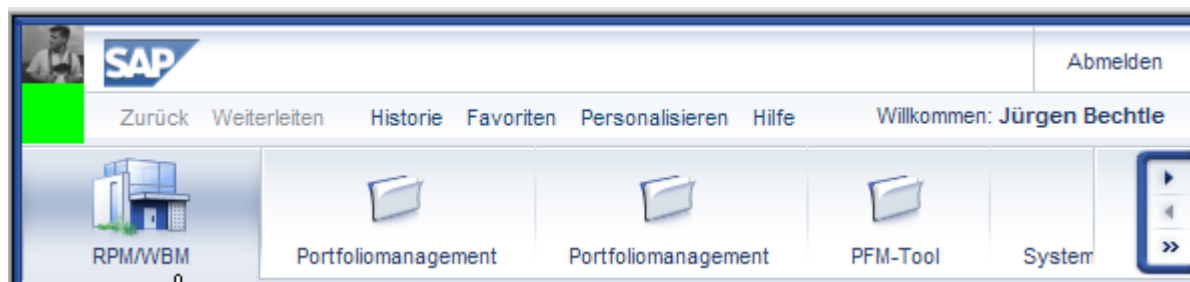 SAP
Abmelden
Zurück Weiterleiten Historie Favoriten Personalisieren Hilfe Willkommen: Jürgen Bechtle
RPM/WBM Portfoliomanagement Portfoliomanagement PFM-Tool System